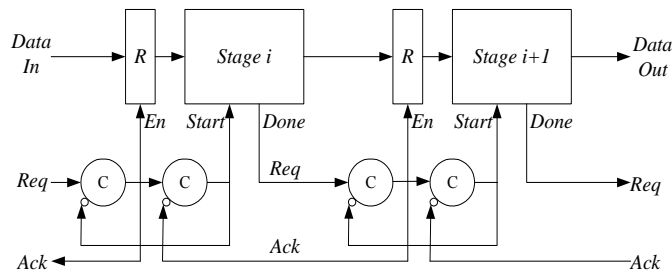 Data In
R
Stage i
R
Stage i+1
Data Out
En
Start
Done
En
Start
Done
Req
C
C
Req
C
C
Req
Ack
Ack
Ack